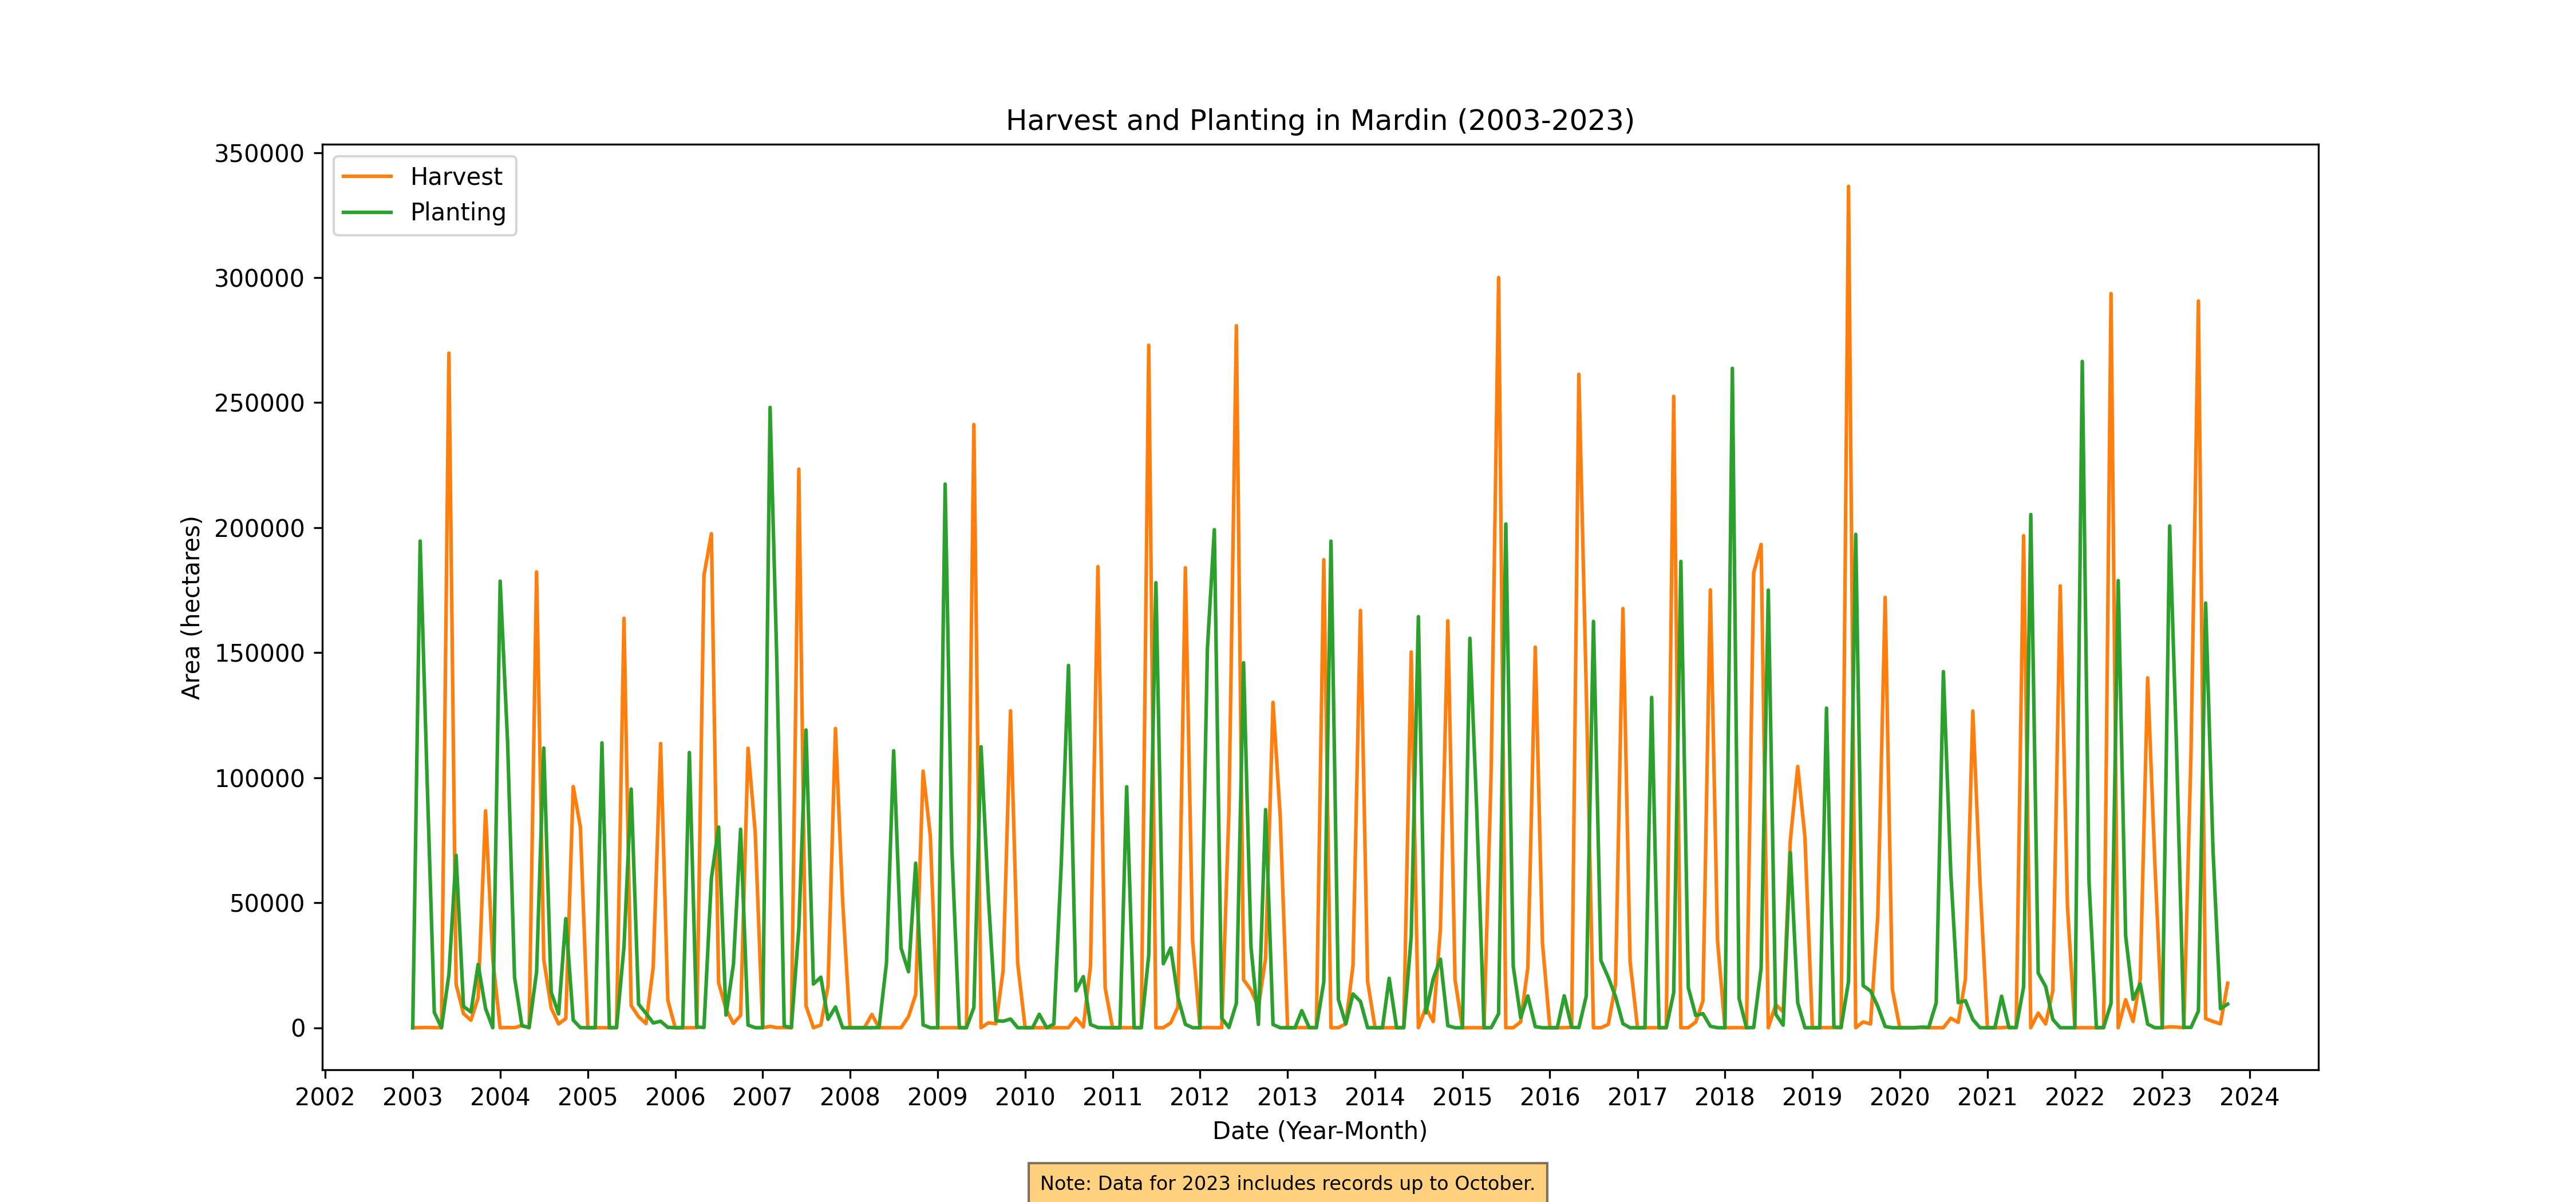 Harvest and Planting in Mardin (2003-2023)
350000
300000
250000
200000
150000
100000
50000
0
Area (hectares)
Harvest
Planting
2002 2003 2004 2005 2006 2007 2008 2009 2010 2011 2012 2013 2014 2015 2016 2017 2018 2019 2020 2021 2022 2023 2024
Date (Year-Month)
Note: Data for 2023 includes records up to October.